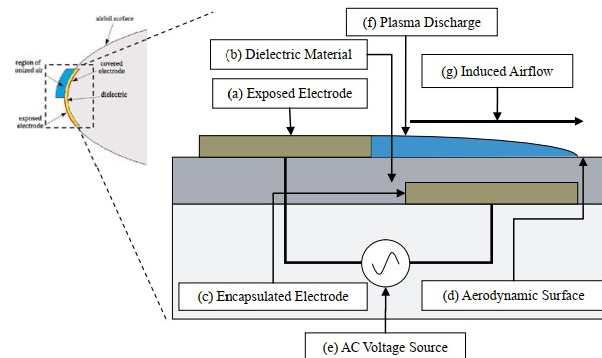 airfoil surface
region of
ionized air
covered
electrode
dielectric
exposed
electrode
(f) Plasma Discharge
(b) Dielectric Material
(g) Induced Airflow
(a) Exposed Electrode
(c) Encapsulated Electrode
(d) Aerodynamic Surface
(e) AC Voltage Source